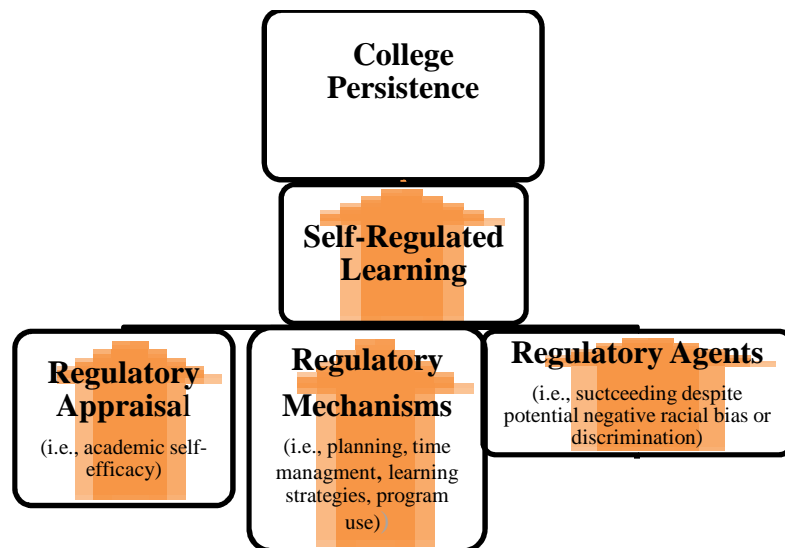 College
Persistence
Self-Regulated
Learning
Regulatory
Appraisal
(i.e., academic self-
efficacy)
Regulatory
Mechanisms
(i.e., planning, time
managment, learning
strategies, program
use))
Regulatory Agents
(i.e., suctceeding despite
potential negative racial bias or
discrimination)